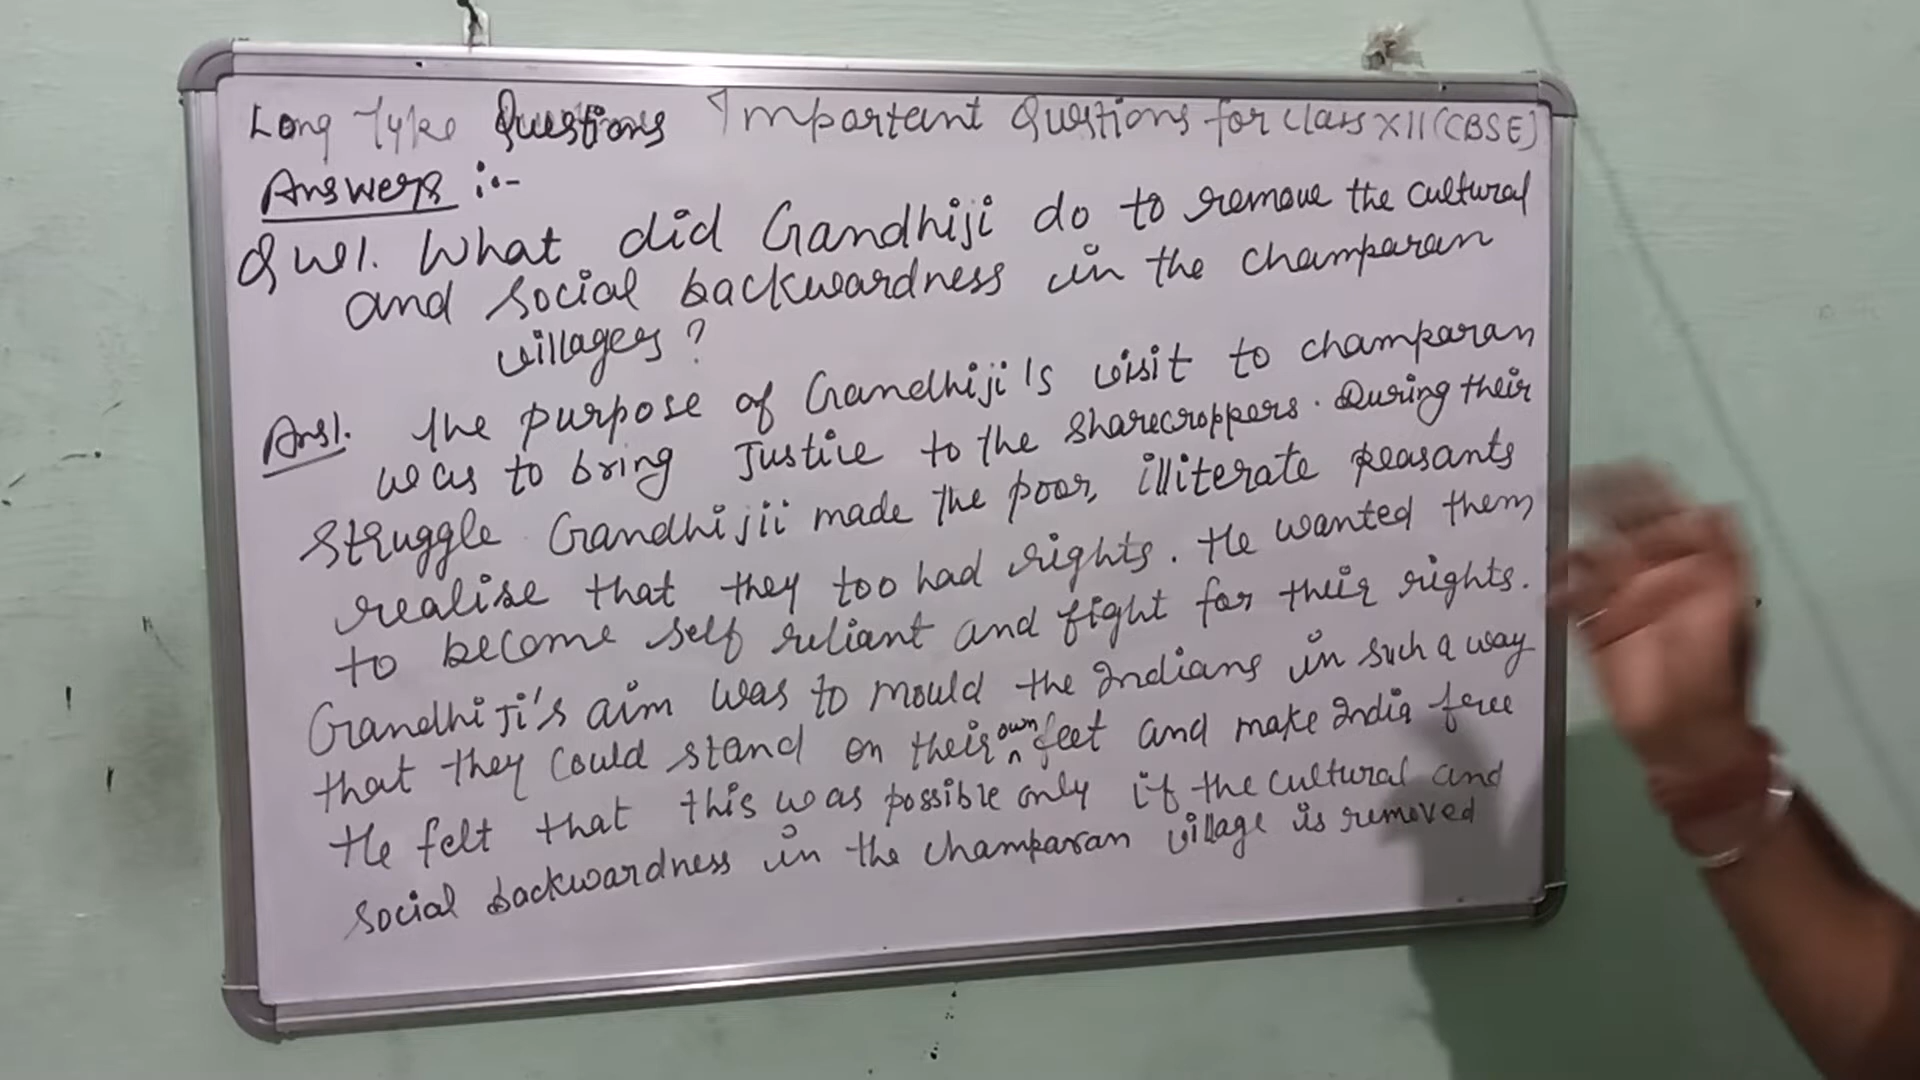 Long Type Questions Important Questions for Class XII (CBSE)
Answers :-
Que1. What did Gandhiji do to remove the cultural
and social backwardness in the champaran
villages?
Ans1. the purpose of Gandhiji's visit to champaran
was to bring Justice to the sharecroppers. During their
struggle Gandhijii made the poor, illiterate peasants
realise that they too had rights. He wanted them
to become self reliant and fight for their rights.
Gandhiji's aim was to mould the Indians in such a way
that they could stand on their own feet and make India free
He felt that this was possible only if the cultural and
social backwardness in the champaran village is removed